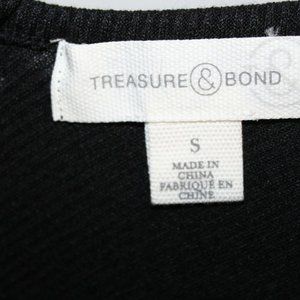 TREASURE & BOND
S
MADE IN
CHINA
FABRIQUÉ EN
CHINE